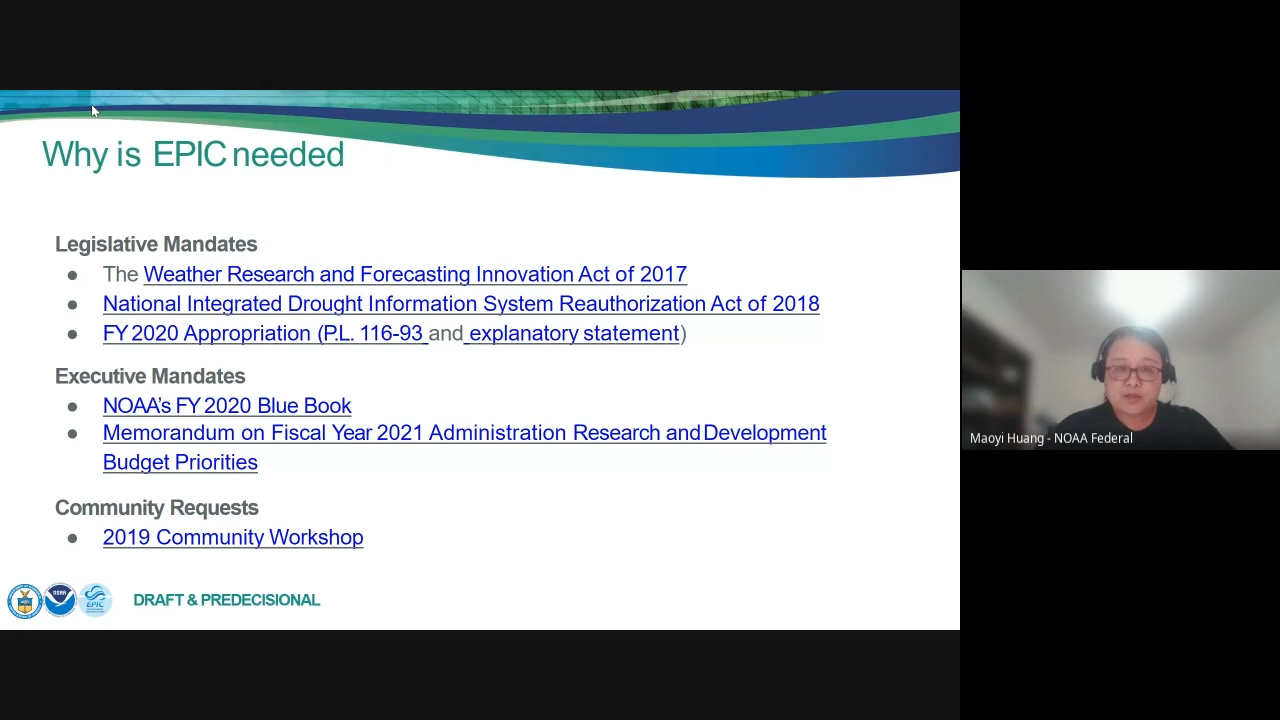 Why is EPIC needed
Legislative Mandates
● The Weather Research and Forecasting Innovation Act of 2017
● National Integrated Drought Information System Reauthorization Act of 2018
● FY 2020 Appropriation (P.L. 116-93 and explanatory statement)
Executive Mandates
● NOAA's FY 2020 Blue Book
● Memorandum on Fiscal Year 2021 Administration Research and Development
Budget Priorities
Community Requests
● 2019 Community Workshop
NOAA
EPIC
DRAFT & PREDECISIONAL
Maoyi Huang - NOAA Federal